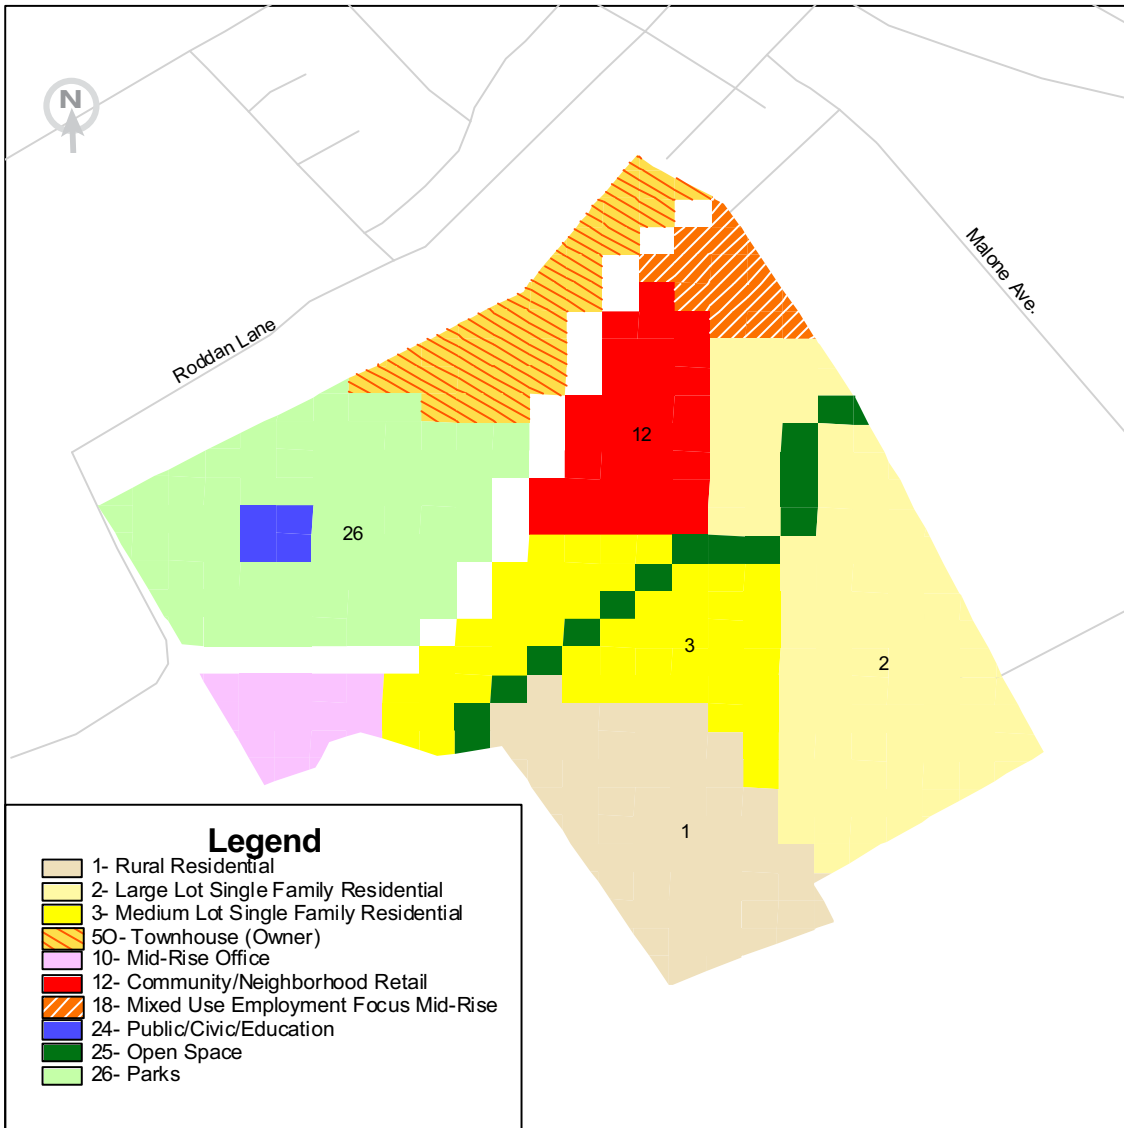 N
Malone Ave.
Roddan Lane
12
26
3
2
1
Legend
1- Rural Residential
2- Large Lot Single Family Residential
3- Medium Lot Single Family Residential
5O- Townhouse (Owner)
10- Mid-Rise Office
12- Community/Neighborhood Retail
18- Mixed Use Employment Focus Mid-Rise
24- Public/Civic/Education
25- Open Space
26- Parks